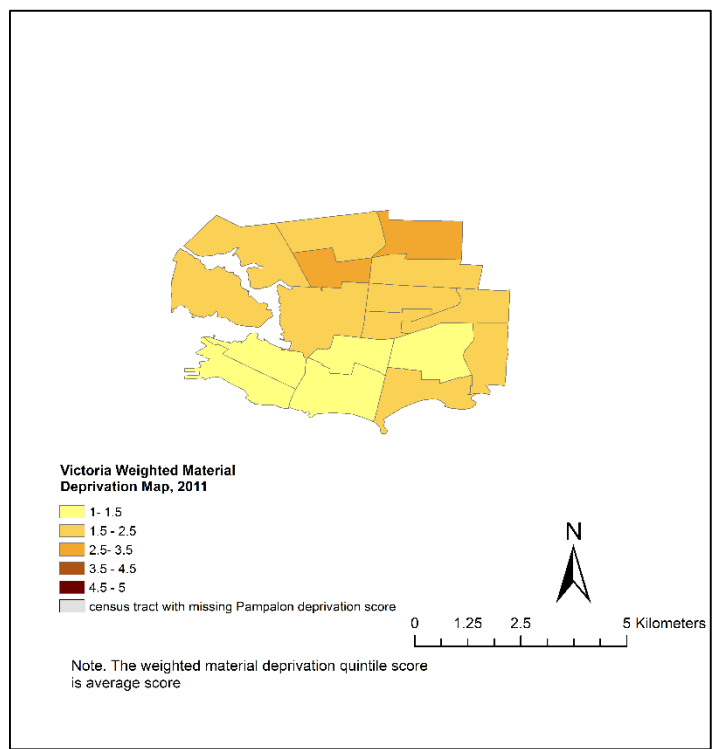 Victoria Weighted Material
Deprivation Map, 2011
1- 1.5
1.5 - 2.5
2.5- 3.5
3.5 - 4.5
4.5 - 5
census tract with missing Pampalon deprivation score
N
0 1.25 2.5 5 Kilometers
Note. The weighted material deprivation quintile score
is average score